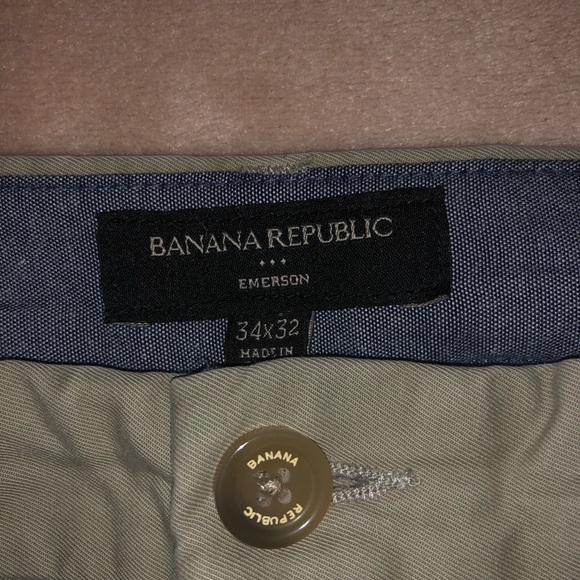 BANANA REPUBLIC
EMERSON
34x32
MADE IN
BANANA
REPUBLIC